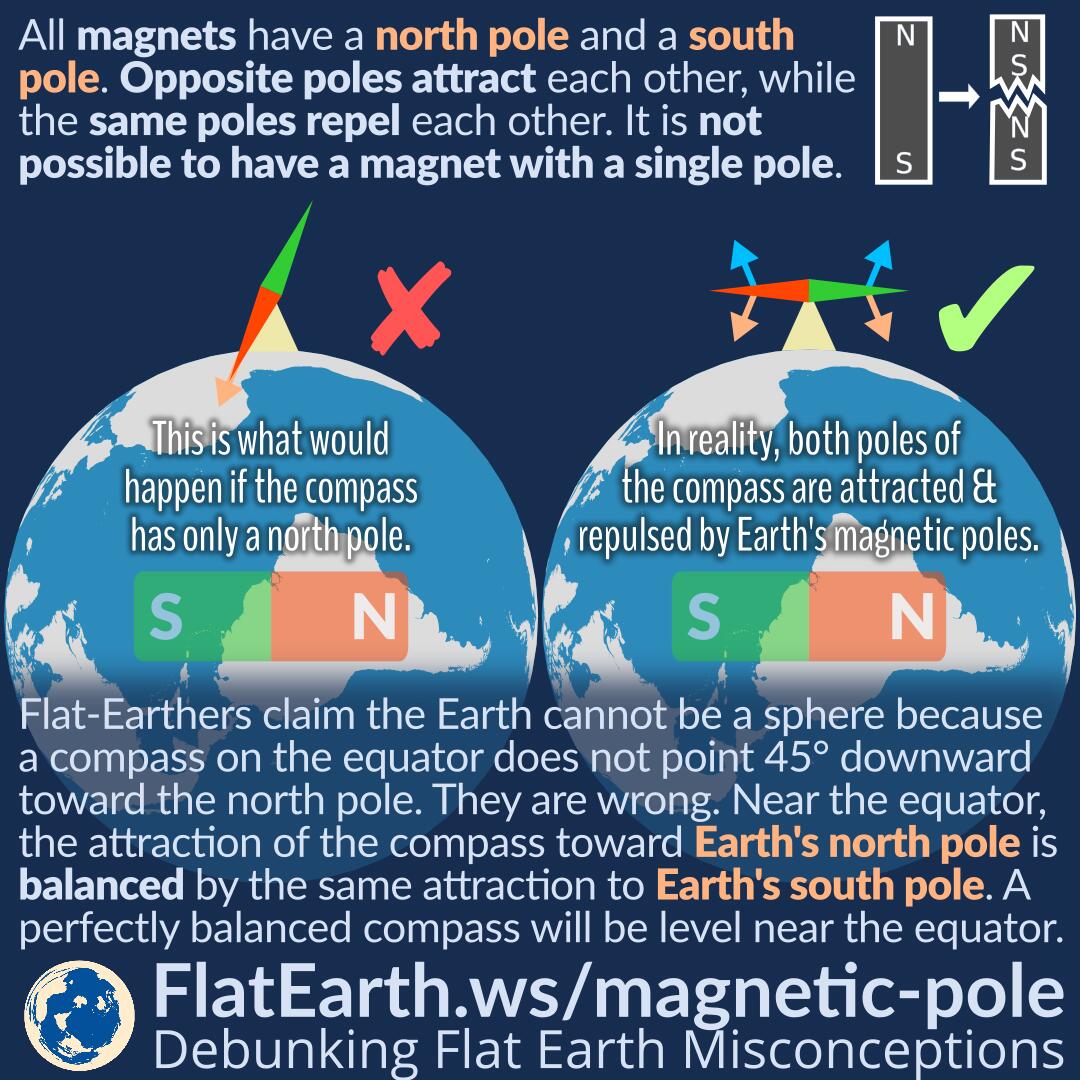 All magnets have a north pole and a south
pole. Opposite poles attract each other, while
the same poles repel each other. It is not
possible to have a magnet with a single pole.
N
S
N
S
N
S
This is what would
happen if the compass
has only a north pole.
S N
In reality, both poles of
the compass are attracted &
repulsed by Earth's magnetic poles.
S N
Flat-Earthers claim the Earth cannot be a sphere because
a compass on the equator does not point 45° downward
toward the north pole. They are wrong. Near the equator,
the attraction of the compass toward Earth's north pole is
balanced by the same attraction to Earth's south pole. A
perfectly balanced compass will be level near the equator.
FlatEarth.ws/magnetic-pole
Debunking Flat Earth Misconceptions